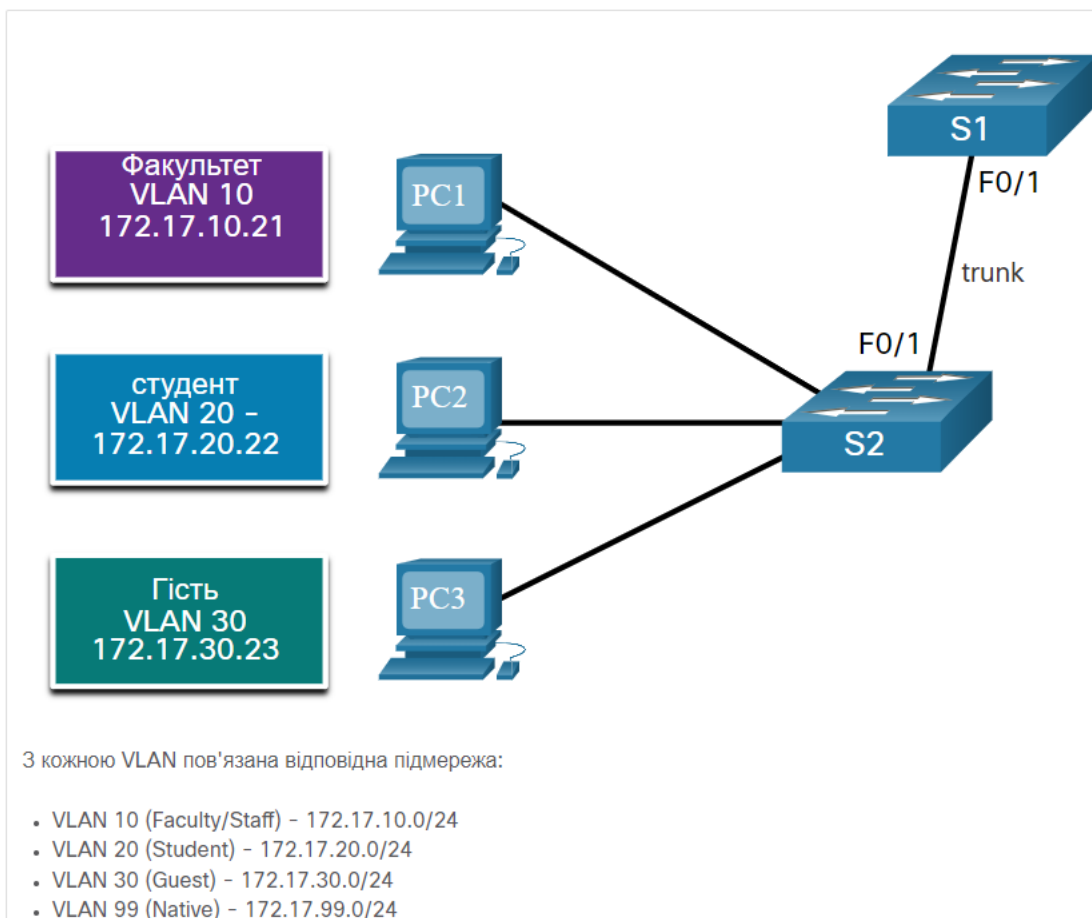 S1
F0/1
trunk
F0/1
S2
Факультет
VLAN 10
172.17.10.21
PC1
студент
VLAN 20 -
172.17.20.22
PC2
Гість
VLAN 30
172.17.30.23
PC3
З кожною VLAN пов'язана відповідна підмережа:
• VLAN 10 (Faculty/Staff) - 172.17.10.0/24
• VLAN 20 (Student) - 172.17.20.0/24
• VLAN 30 (Guest) - 172.17.30.0/24
• VLAN 99 (Native) - 172.17.99.0/24